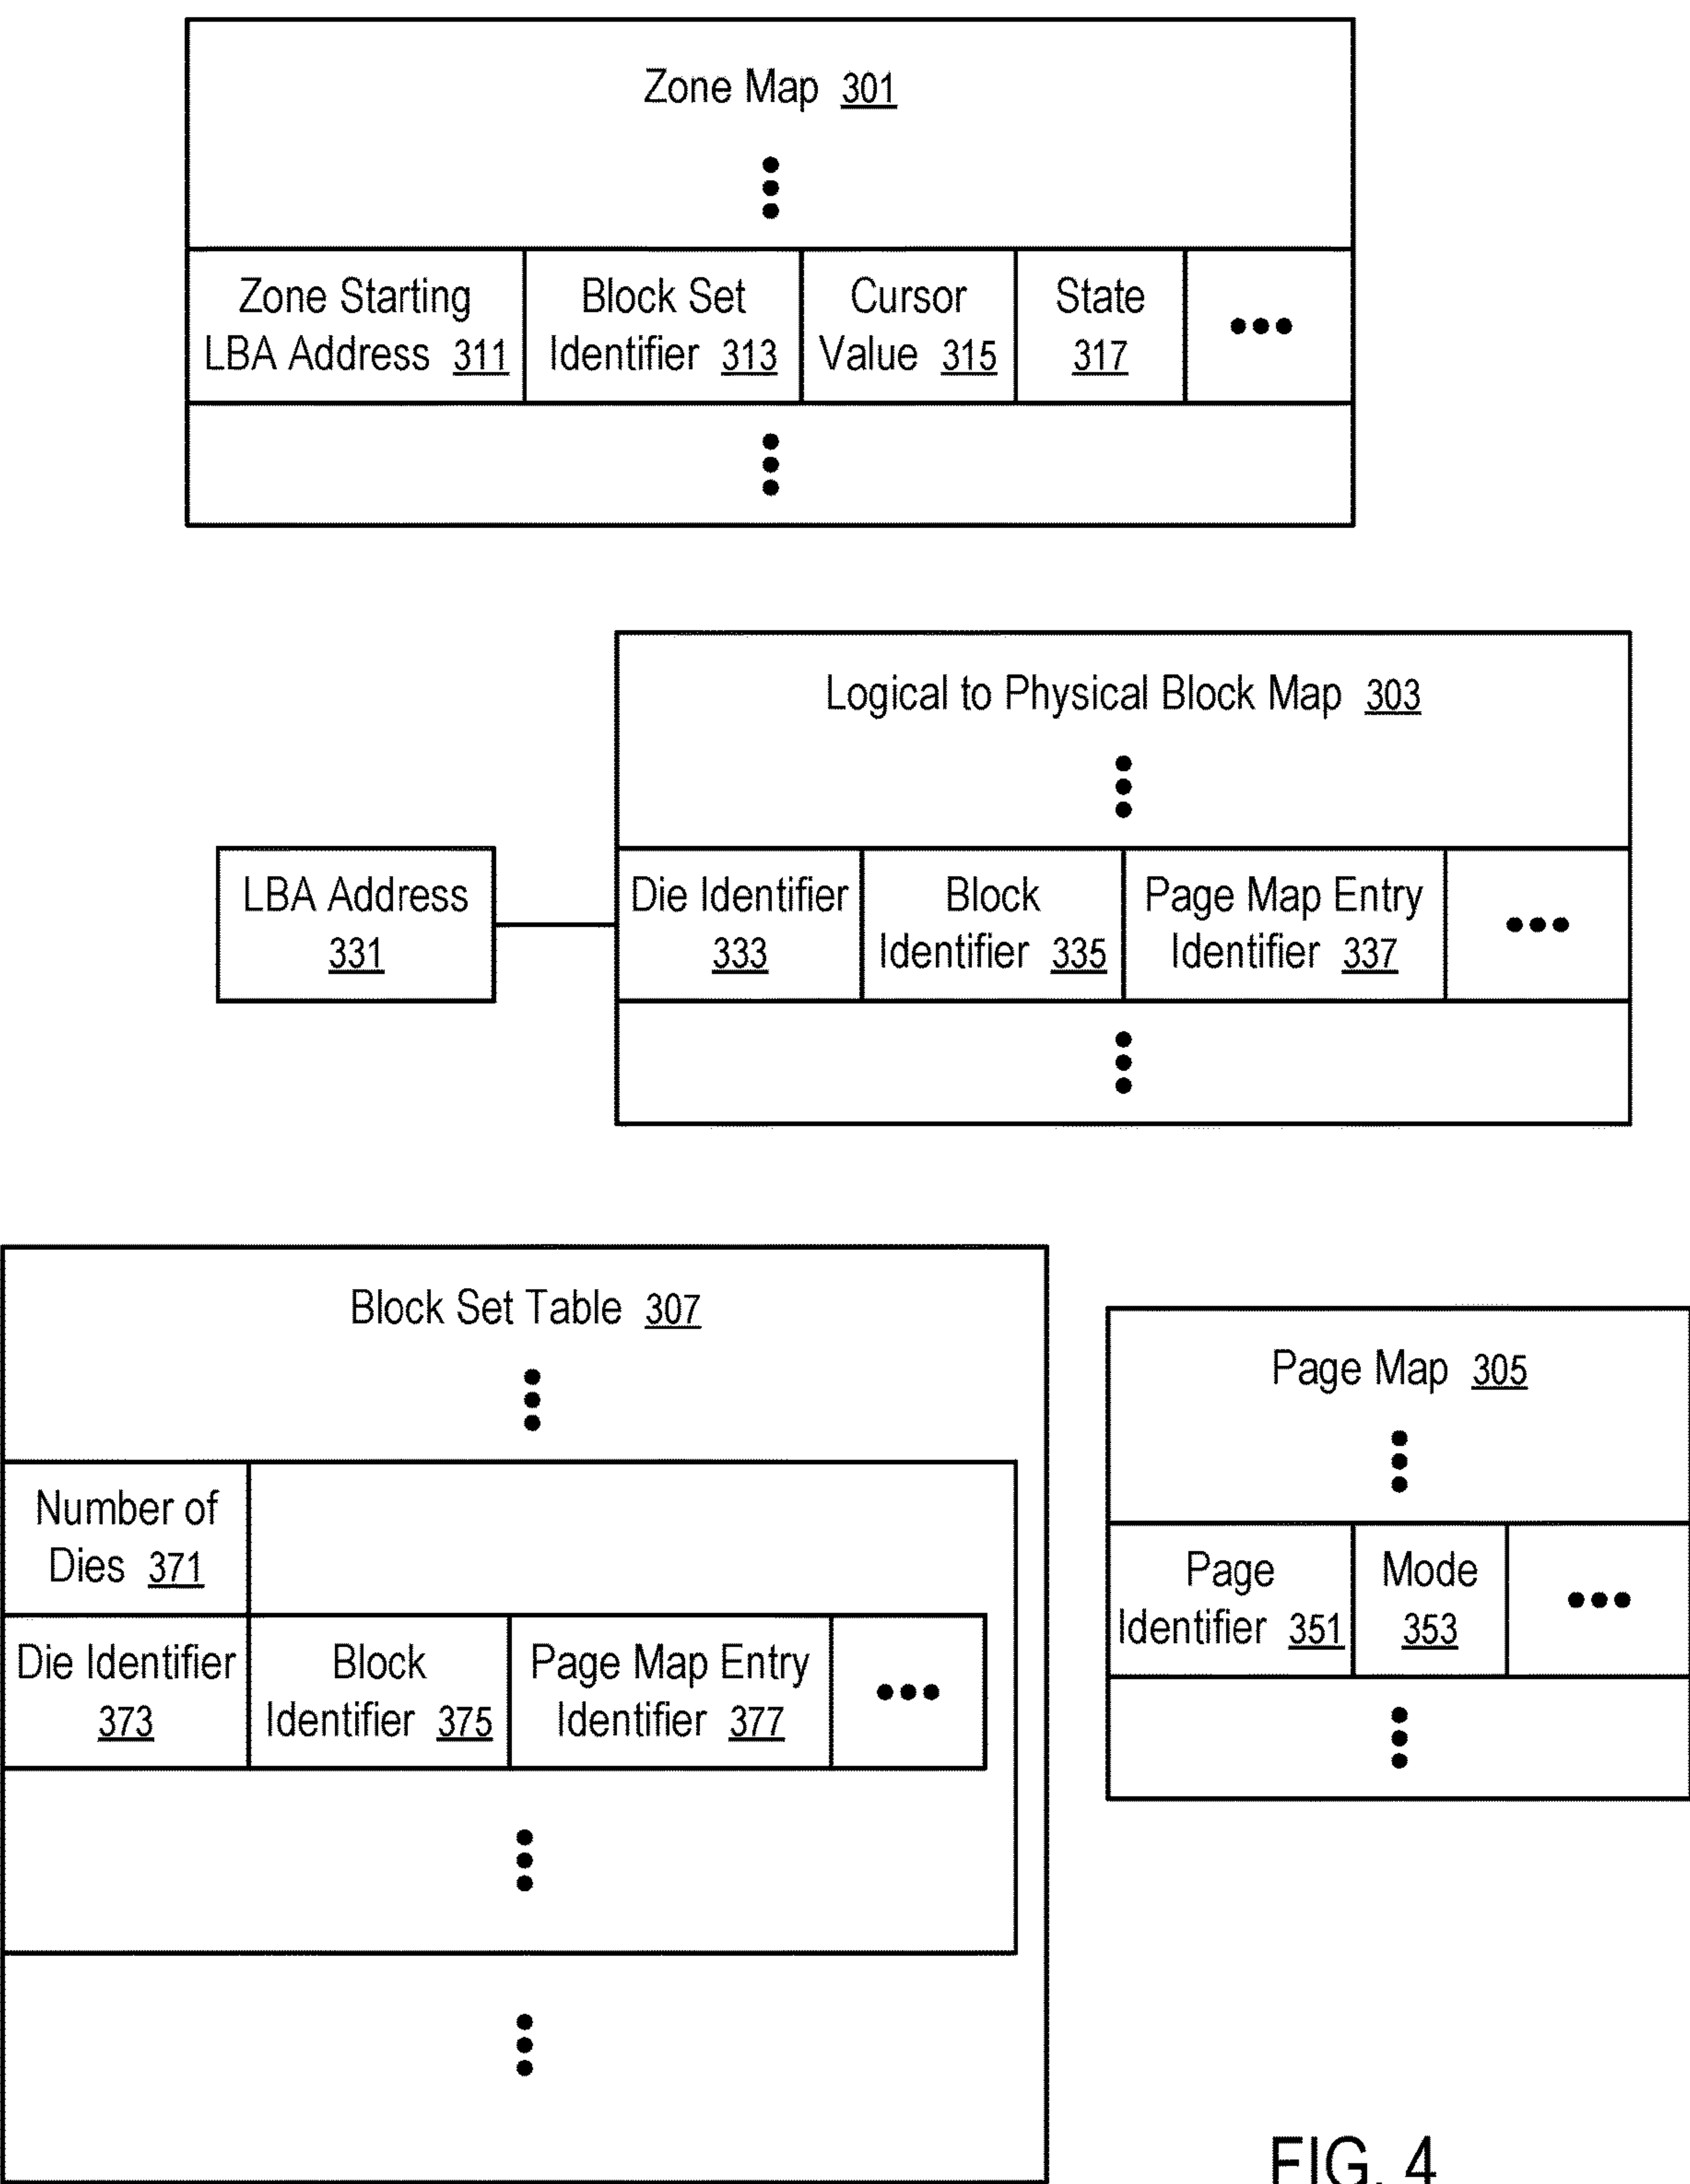 Zone Map 301
Zone Starting
LBA Address 311
Block Set
Identifier 313
Cursor
Value 315
State
317
Logical to Physical Block Map 303
LBA Address
331
Die Identifier
333
Block
Identifier 335
Page Map Entry
Identifier 337
Block Set Table 307
Number of
Dies 371
Die Identifier
373
Block
Identifier 375
Page Map Entry
Identifier 377
Page Map 305
Page
Identifier 351
Mode
353
FIG. 4